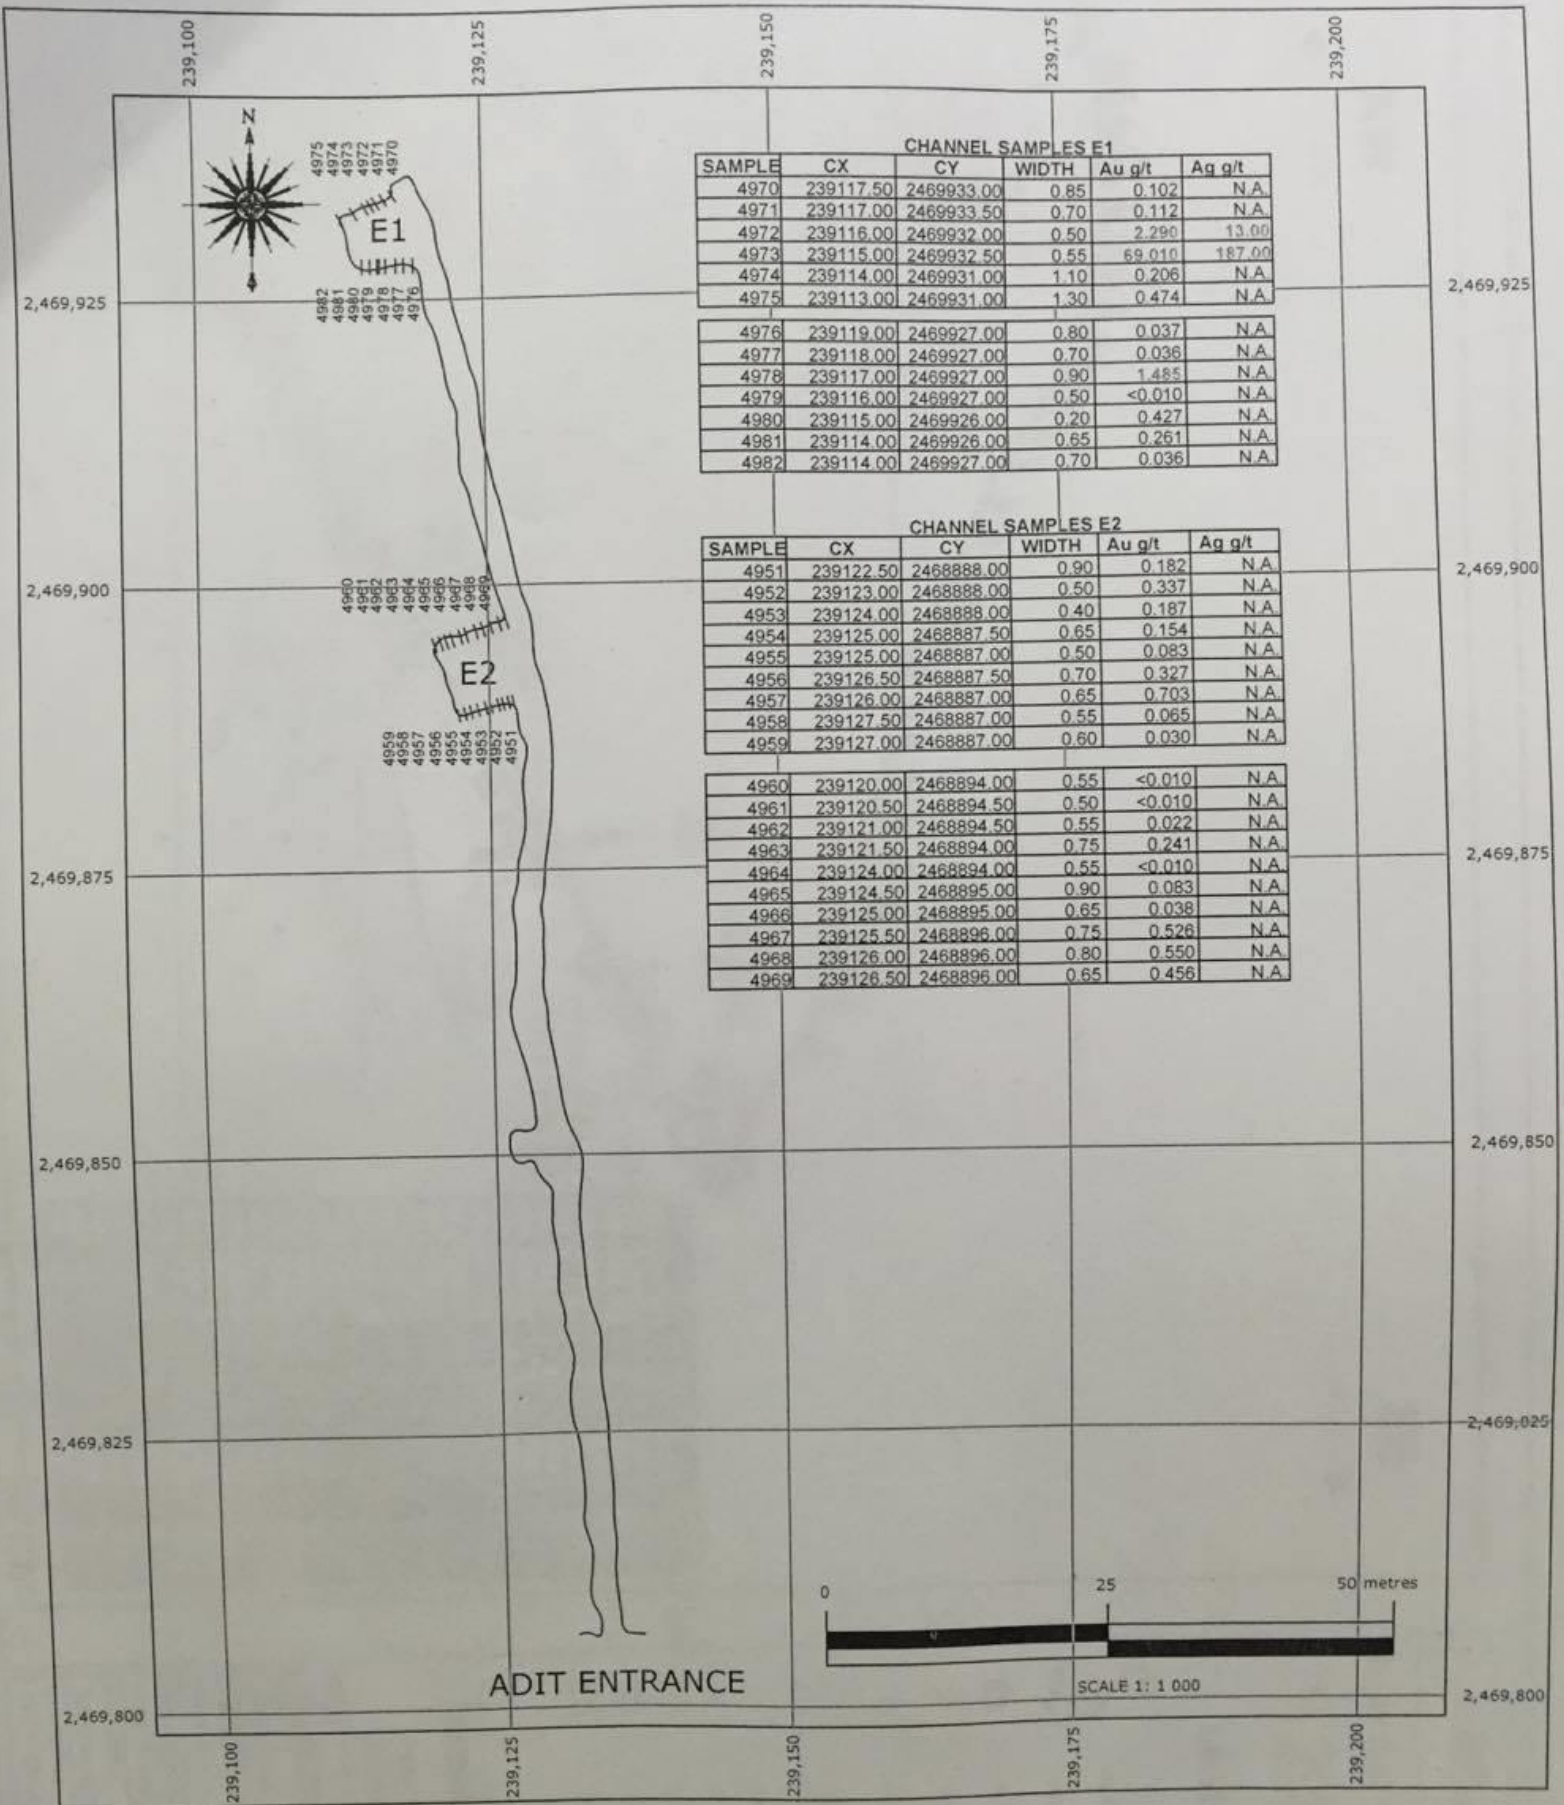 239,100
239,125
239,150
239,175
239,200
N
4975
4974
4973
4972
4971
4970
E1
4982
4981
4980
4979
4978
4977
4976
2,469,925
2,469,925
CHANNEL SAMPLES E1
SAMPLE CX CY WIDTH Au g/t Ag g/t
4970 239117.50 2469933.00 0.85 0.102 N.A.
4971 239117.00 2469933.50 0.70 0.112 N.A.
4972 239116.00 2469932.00 0.50 2.290 13.00
4973 239115.00 2469932.50 0.55 69.010 187.00
4974 239114.00 2469931.00 1.10 0.206 N.A.
4975 239113.00 2469931.00 1.30 0.474 N.A.
4976 239119.00 2469927.00 0.80 0.037 N.A.
4977 239118.00 2469927.00 0.70 0.036 N.A.
4978 239117.00 2469927.00 0.90 1.485 N.A.
4979 239116.00 2469927.00 0.50 <0.010 N.A.
4980 239115.00 2469926.00 0.20 0.427 N.A.
4981 239114.00 2469926.00 0.65 0.261 N.A.
4982 239114.00 2469927.00 0.70 0.036 N.A.
CHANNEL SAMPLES E2
SAMPLE CX CY WIDTH Au g/t Ag g/t
4951 239122.50 2468888.00 0.90 0.182 N.A.
4952 239123.00 2468888.00 0.50 0.337 N.A.
4953 239124.00 2468888.00 0.40 0.187 N.A.
4954 239125.00 2468887.50 0.65 0.154 N.A.
4955 239125.00 2468887.00 0.50 0.083 N.A.
4956 239126.50 2468887.50 0.70 0.327 N.A.
4957 239126.00 2468887.00 0.65 0.703 N.A.
4958 239127.50 2468887.00 0.55 0.065 N.A.
4959 239127.00 2468887.00 0.60 0.030 N.A.
4960 239120.00 2468894.00 0.55 <0.010 N.A.
4961 239120.50 2468894.50 0.50 <0.010 N.A.
4962 239121.00 2468894.50 0.55 0.022 N.A.
4963 239121.50 2468894.00 0.75 0.241 N.A.
4964 239124.00 2468894.00 0.55 <0.010 N.A.
4965 239124.50 2468895.00 0.90 0.083 N.A.
4966 239125.00 2468895.00 0.65 0.038 N.A.
4967 239125.50 2468896.00 0.75 0.526 N.A.
4968 239126.00 2468896.00 0.80 0.550 N.A.
4969 239126.50 2468896.00 0.65 0.456 N.A.
2,469,900
2,469,900
4960
4961
4962
4963
4964
4965
4966
4967
4968
4969
E2
4959
4958
4957
4956
4955
4954
4953
4952
4951
2,469,875
2,469,875
2,469,850
2,469,850
2,469,825
2,469,825
0
25
50 metres
SCALE 1: 1 000
ADIT ENTRANCE
2,469,800
2,469,800
239,100
239,125
239,150
239,175
239,200